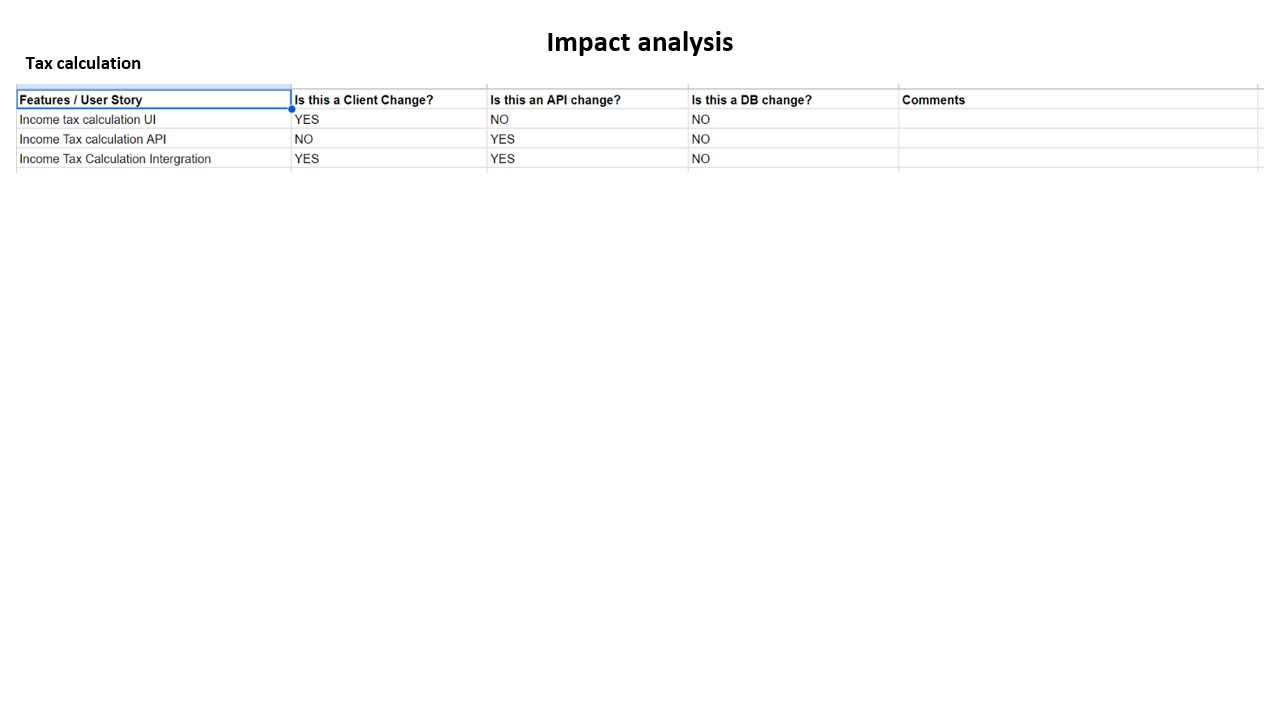 Impact analysis
Tax calculation
Features / User Story Is this a Client Change? Is this an API change? Is this a DB change? Comments
Income tax calculation UI YES NO NO
Income Tax calculation API NO YES NO
Income Tax Calculation Intergration YES YES NO